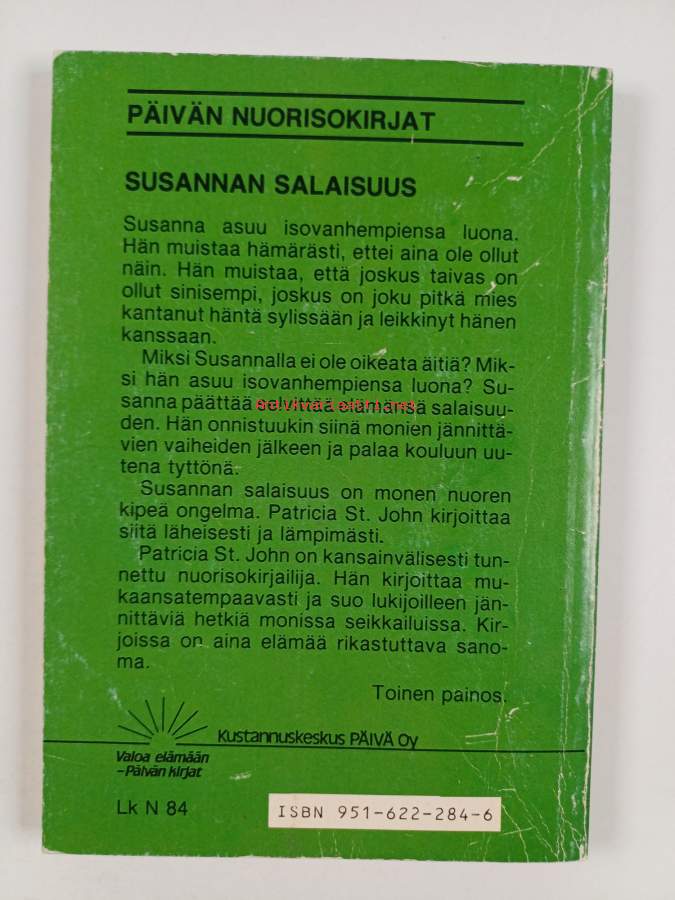 PÄIVÄN NUORISOKIRJAT
SUSANNAN SALAISUUS
Susanna asuu isovanhempiensa luona.
Hän muistaa hämärästi, ettei aina ole ollut
näin. Hän muistaa, että joskus taivas on
ollut sinisempi, joskus on joku pitkä mies
kantanut häntä sylissään ja leikkinyt hänen
kanssaan.
Miksi Susannalla ei ole oikeata äitiä? Mik-
si hän asuu isovanhempiensa luona? Su-
sanna päättää selvittää elämänsä salaisuu-
den. Hän onnistuukin siinä monien jännittä-
vien vaiheiden jälkeen ja palaa kouluun uu-
tena tyttönä.
Susannan salaisuus on monen nuoren
kipeä ongelma. Patricia St. John kirjoittaa
siitä läheisesti ja lämpimästi.
Patricia St. John on kansainvälisesti tun-
nettu nuorisokirjailija. Hän kirjoittaa mu-
kaansatempaavasti ja suo lukijoilleen jän-
nittäviä hetkiä monissa seikkailuissa. Kir-
joissa on aina elämää rikastuttava sano-
ma.
Toinen painos.
Kustannuskeskus PÄIVÄ Oy
Valoa elämään
–Päivän kirjat
Lk N 84
ISBN 951-622-284-6